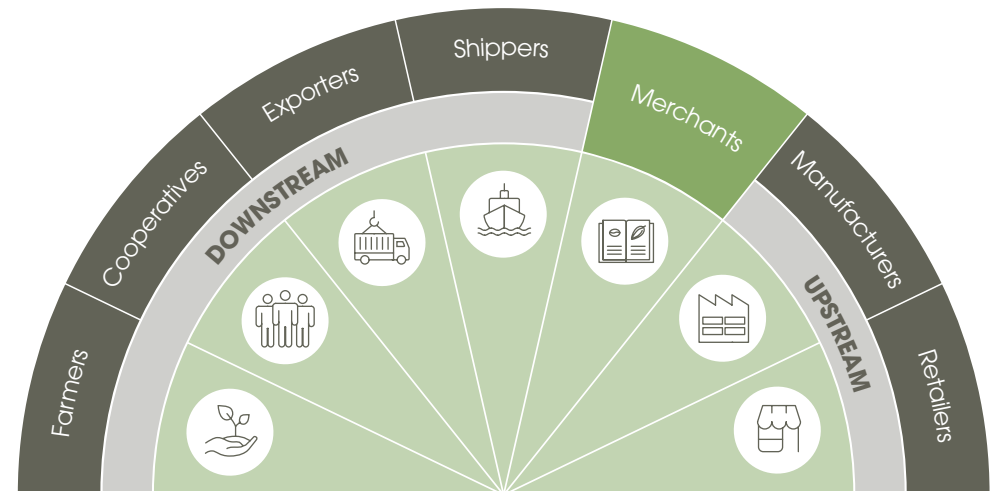 Farmers
Cooperatives
Exporters
Shippers
Merchants
Manufacturers
Retailers
DOWNSTREAM
UPSTREAM